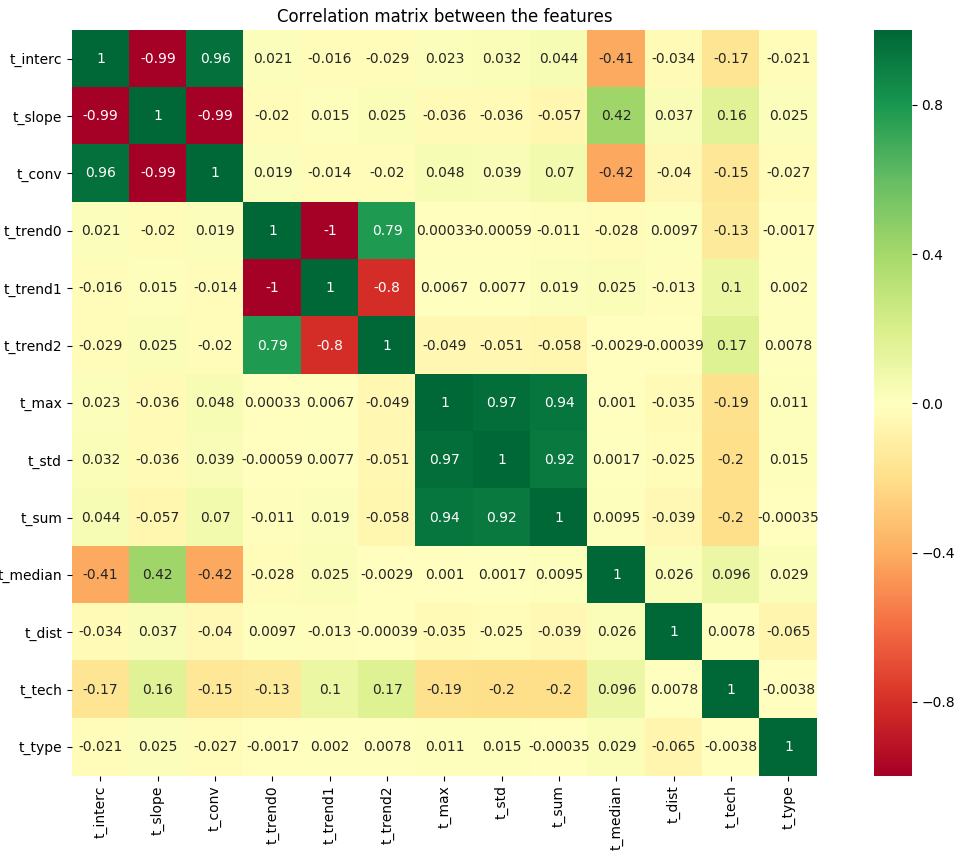 Correlation matrix between the features
t_interc 1 -0.99 0.96 0.021 -0.016 -0.029 0.023 0.032 0.044 -0.41 -0.034 -0.17 -0.021
t_slope -0.99 1 -0.99 -0.02 0.015 0.025 -0.036 -0.036 -0.057 0.42 0.037 0.16 0.025
0.8
t_conv 0.96 -0.99 1 0.019 -0.014 -0.02 0.048 0.039 0.07 -0.42 -0.04 -0.15 -0.027
t_trend0 0.021 -0.02 0.019 1 -1 0.79 0.00033 -0.00059 -0.011 -0.028 0.0097 -0.13 -0.0017
0.4
t_trend1 -0.016 0.015 -0.014 -1 1 -0.8 0.0067 0.0077 0.019 0.025 -0.013 0.1 0.002
t_trend2 -0.029 0.025 -0.02 0.79 -0.8 1 -0.049 -0.051 -0.058 -0.0029 -0.00039 0.17 0.0078
t_max 0.023 -0.036 0.048 0.00033 0.0067 -0.049 1 0.97 0.94 0.001 -0.035 -0.19 0.011
0.0
t_std 0.032 -0.036 0.039 -0.00059 0.0077 -0.051 0.97 1 0.92 0.0017 -0.025 -0.2 0.015
t_sum 0.044 -0.057 0.07 -0.011 0.019 -0.058 0.94 0.92 1 0.0095 -0.039 -0.2 -0.00035
−0.4
t_median -0.41 0.42 -0.42 -0.028 0.025 -0.0029 0.001 0.0017 0.0095 1 0.026 0.096 0.029
t_dist -0.034 0.037 -0.04 0.0097 -0.013 -0.00039 -0.035 -0.025 -0.039 0.026 1 0.0078 -0.065
t_tech -0.17 0.16 -0.15 -0.13 0.1 0.17 -0.19 -0.2 -0.2 0.096 0.0078 1 -0.0038
−0.8
t_type -0.021 0.025 -0.027 -0.0017 0.002 0.0078 0.011 0.015 -0.00035 0.029 -0.065 -0.0038 1
t_interc t_slope t_conv t_trend0 t_trend1 t_trend2 t_max t_std t_sum t_median t_dist t_tech t_type